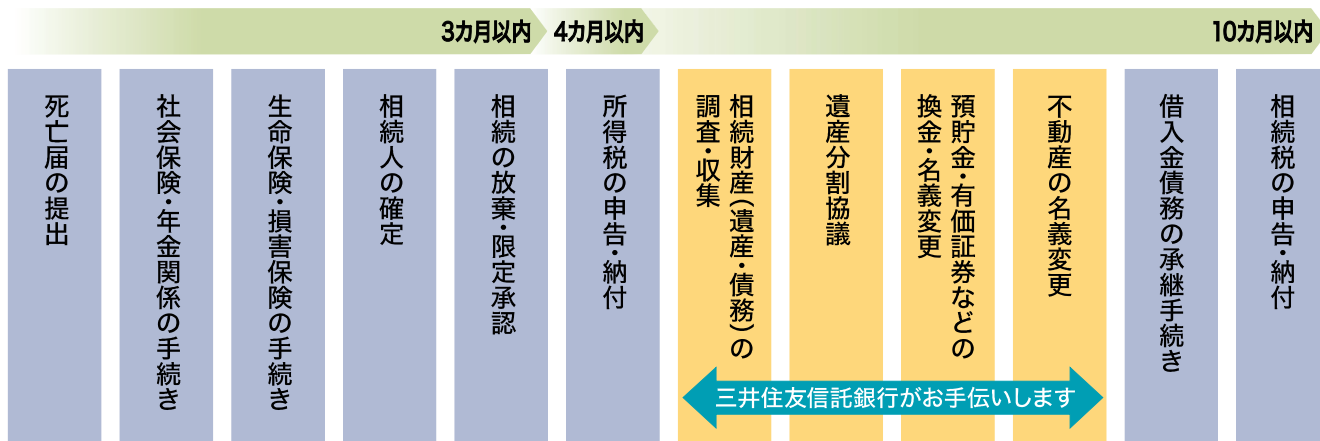 3カ月以内
4カ月以内
10カ月以内
死亡届の提出
社会保険・年金関係の手続き
生命保険・損害保険の手続き
相続人の確定
相続の放棄・限定承認
所得税の申告・納付
相続財産（遺産・債務）の
調査・収集
遺産分割協議
預貯金・有価証券などの
換金・名義変更
不動産の名義変更
借入金債務の承継手続き
相続税の申告・納付
三井住友信託銀行がお手伝いします